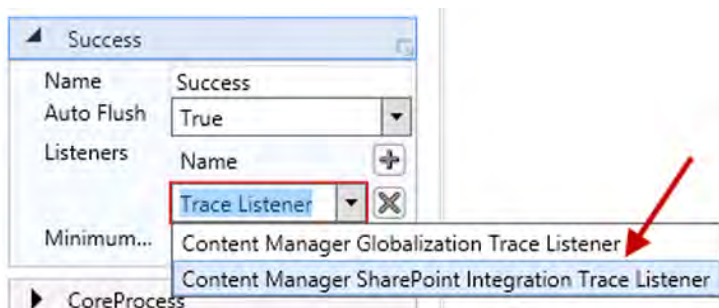 Success
Name Success
Auto Flush True
Listeners Name
Trace Listener
Minimum... Content Manager Globalization Trace Listener
Content Manager SharePoint Integration Trace Listener
CoreProcess